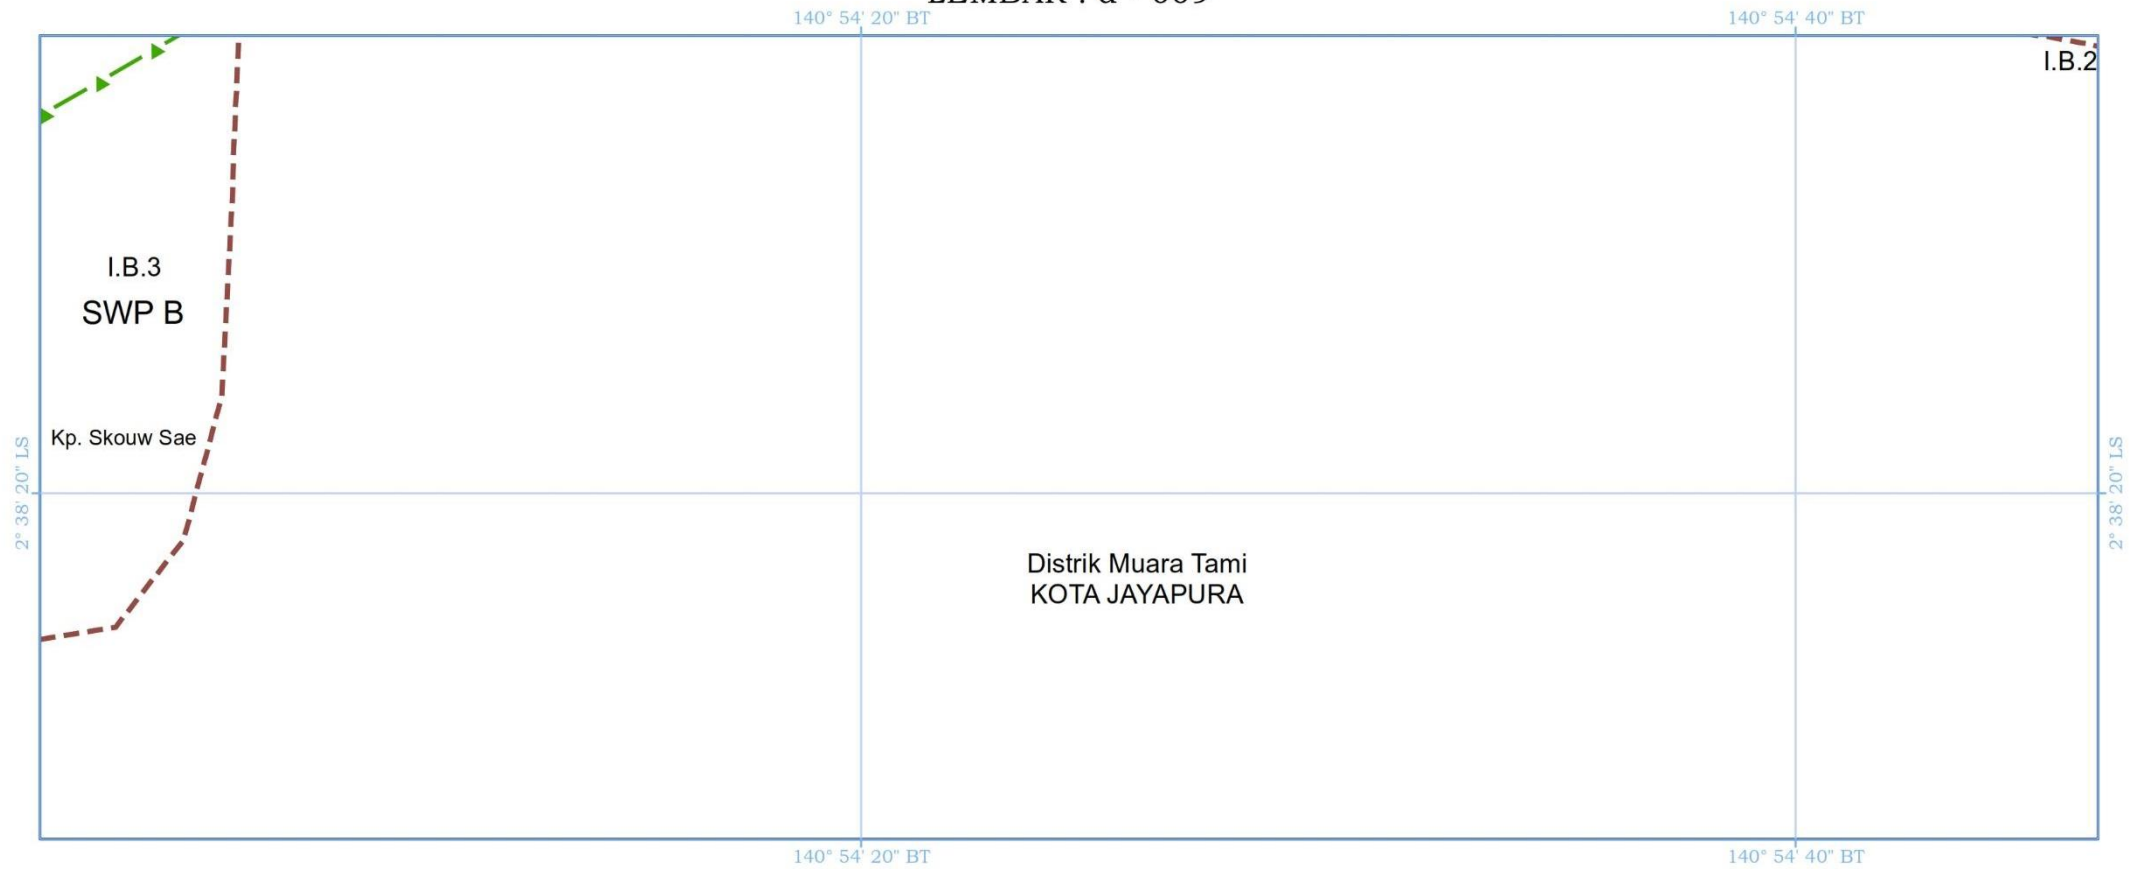 140° 54' 20" BT
140° 54' 40" BT
I.B.2
I.B.3
SWP B
Kp. Skouw Sae
2° 38' 20" LS
2° 38' 20" LS
Distrik Muara Tami
KOTA JAYAPURA
140° 54' 20" BT
140° 54' 40" BT